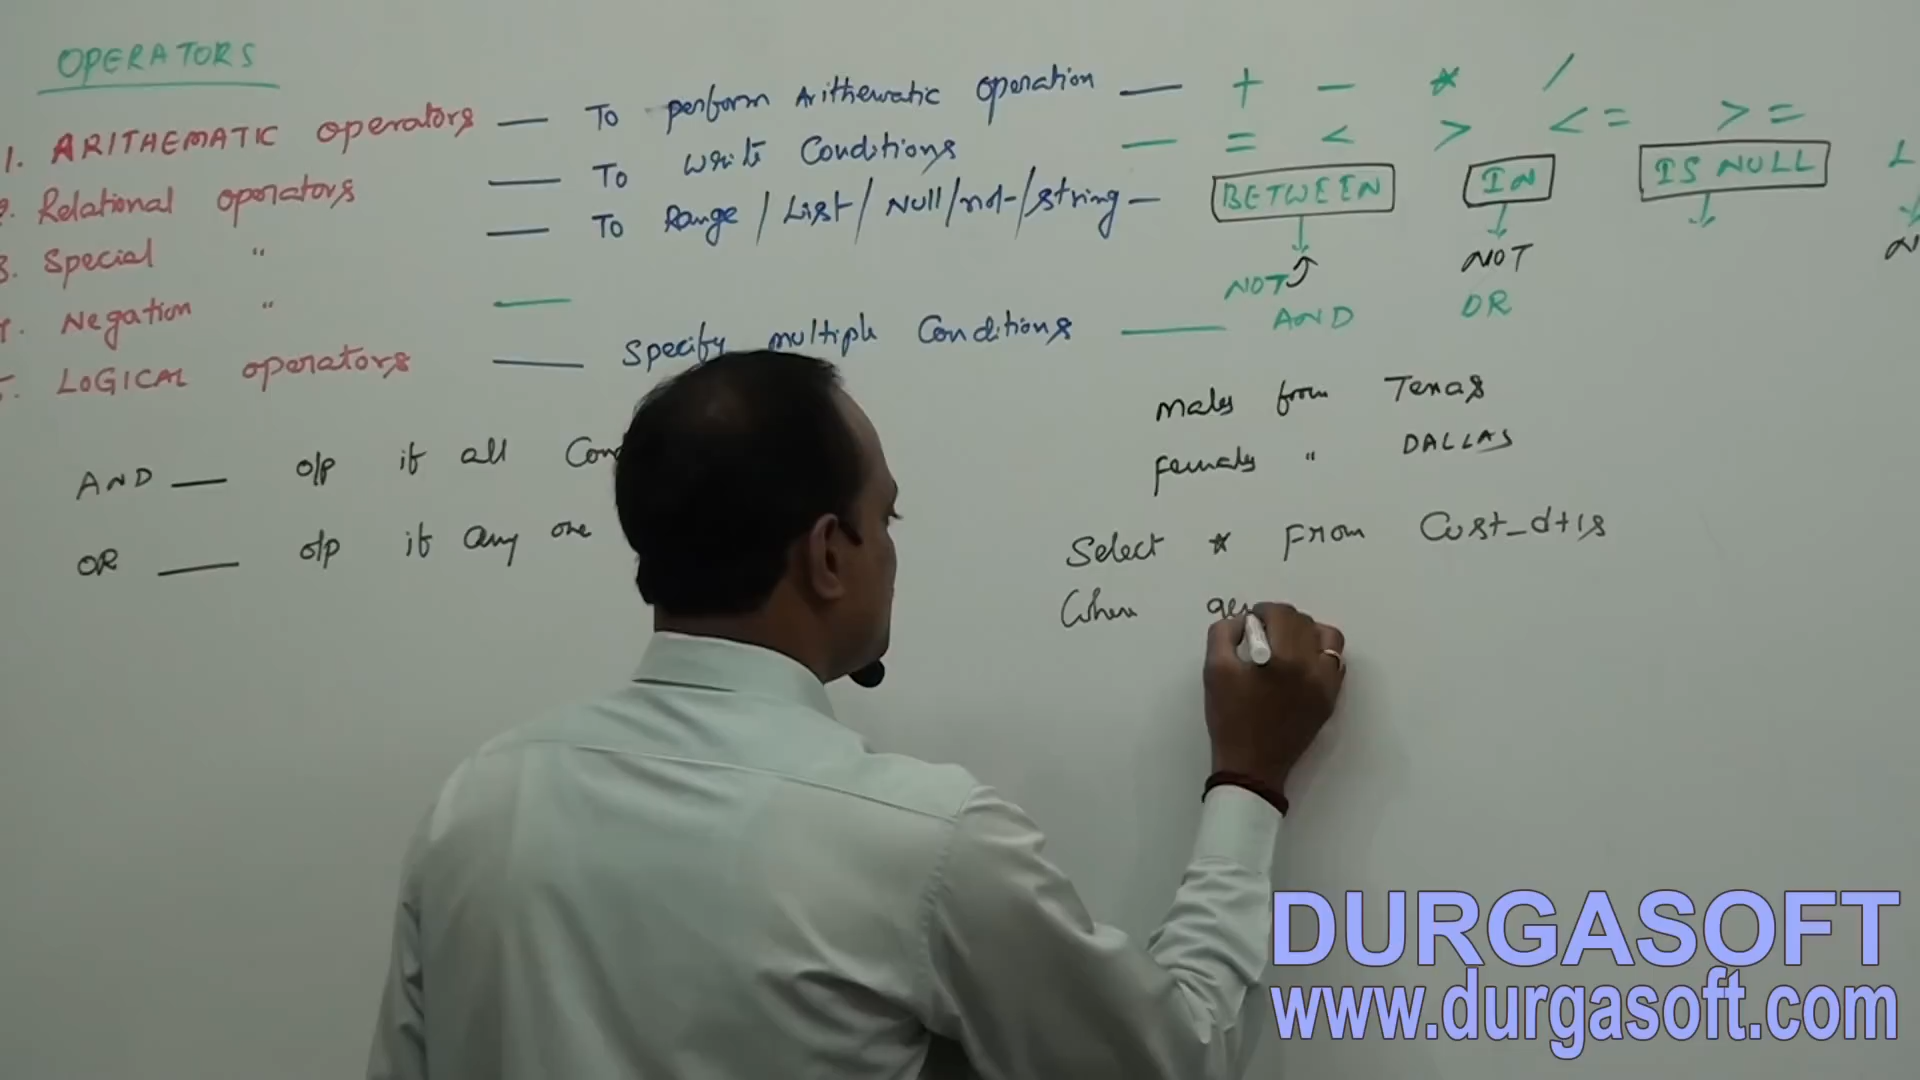 OPERATORS
1. ARITHEMATIC operators — To perform Arithematic operation — + - * /
Relational operators — To write Conditions — = < > <= >=
3. Special " — To Range / List / Null/not-/string — BETWEEN IN IS NULL L
NOT NOT N
4. Negation " —
LOGICAL operators — Specify multiple Conditions — AND OR
AND — o/p if all Con
OR — o/p if any one
males from Texas
females " DALLAS
Select * From Cust_dtls
Where gen
DURGASOFT
www.durgasoft.com